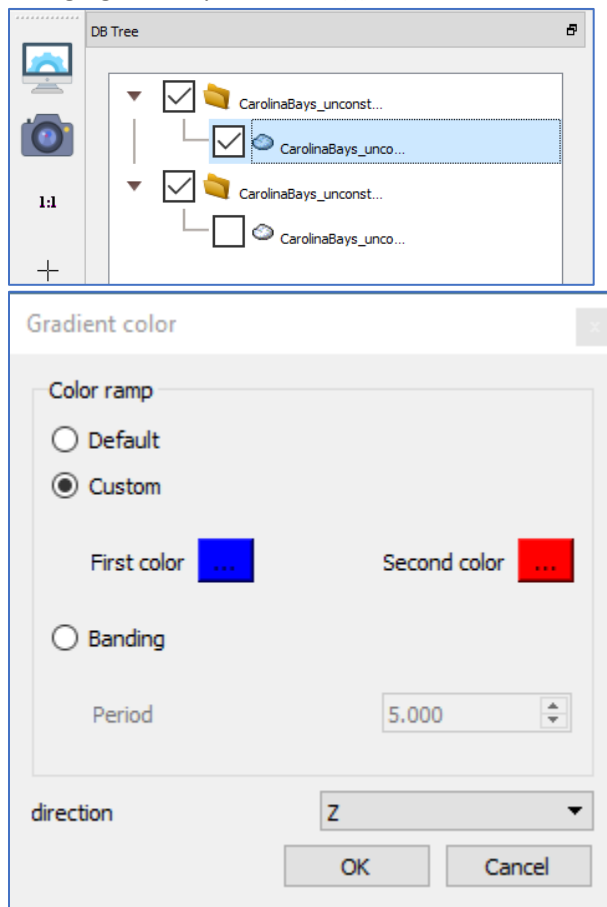 DB Tree
CarolinaBays_unconst...
CarolinaBays_unco...
1:1
CarolinaBays_unconst...
CarolinaBays_unco...
Gradient color
x
Color ramp
Default
Custom
First color ... Second color ...
Banding
Period 5.000
direction Z
OK Cancel